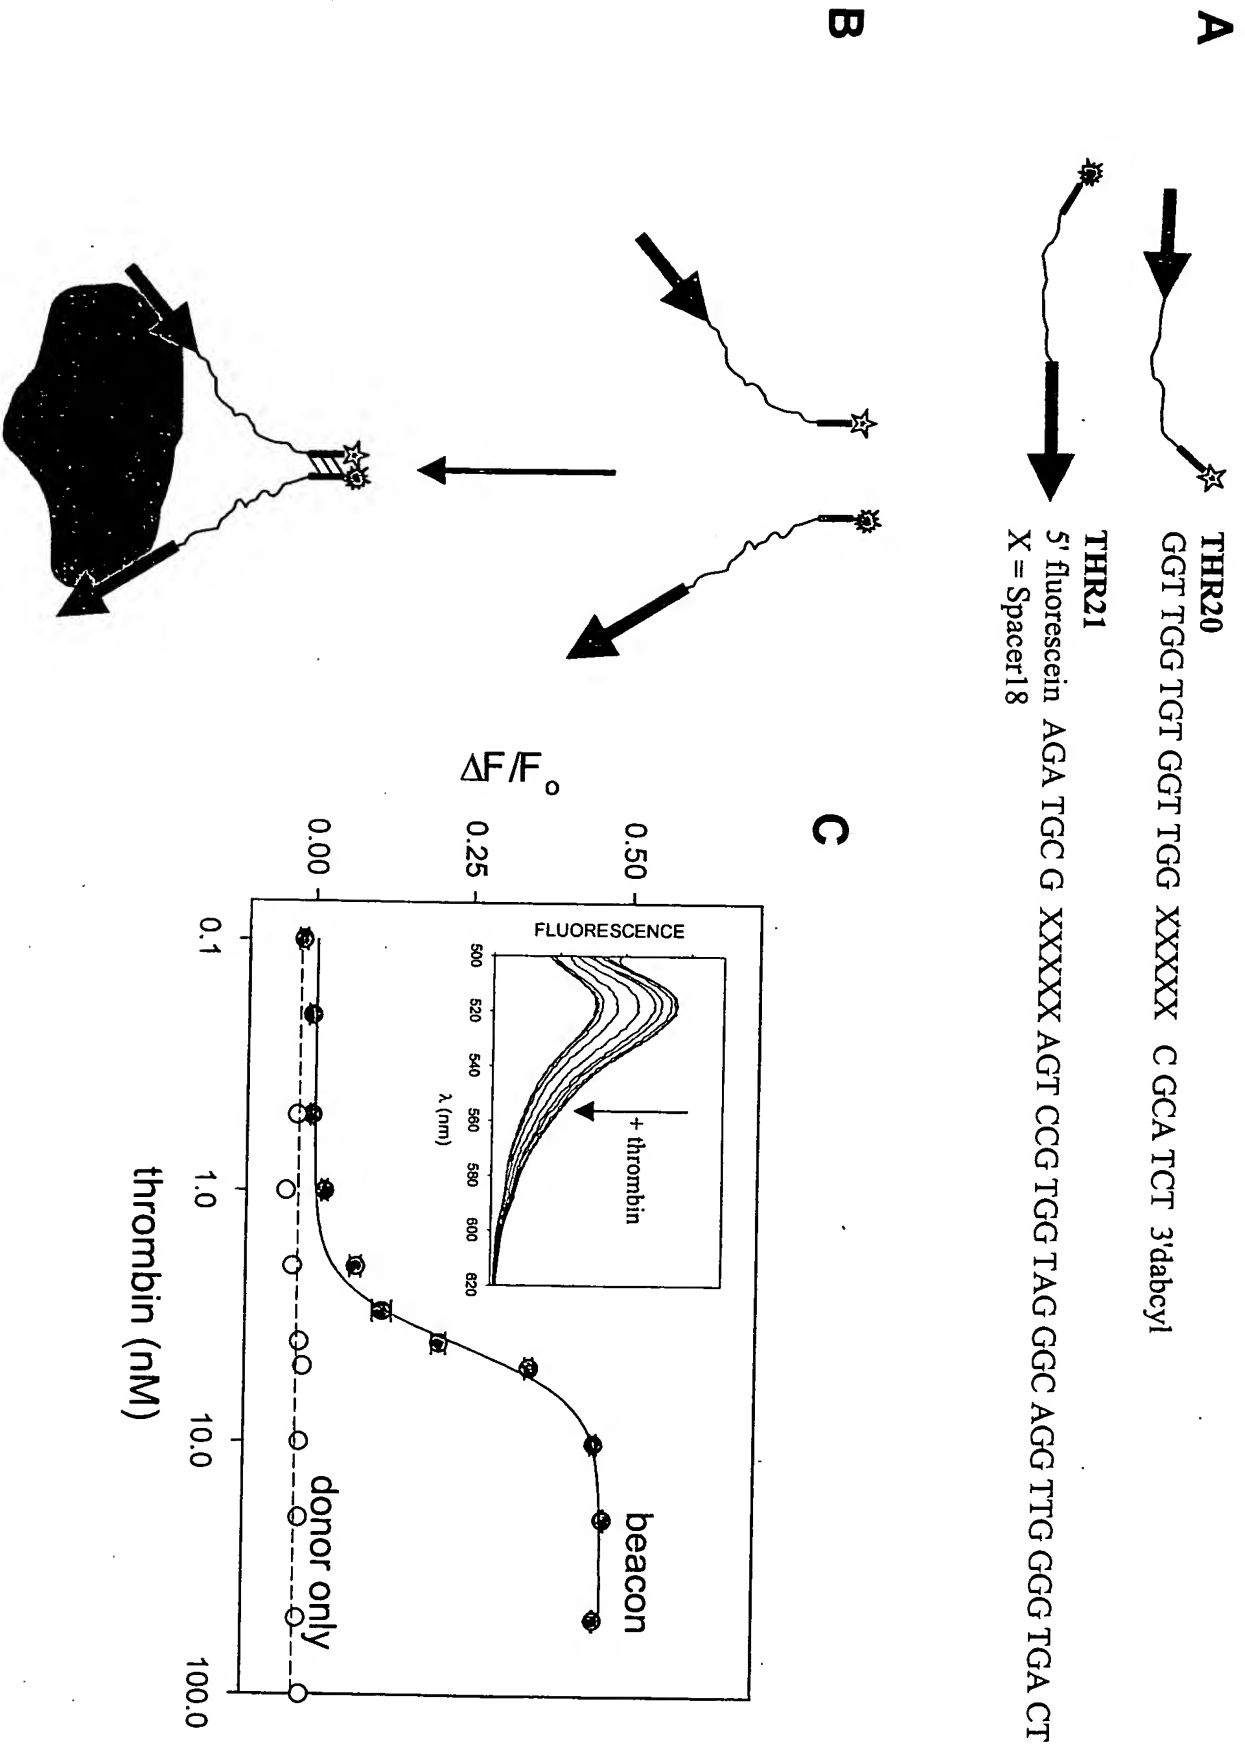 A
THR20
GGT TGG TGT GGT TGG XXXXX C GCA TCT 3'dabcyl
THR21
5' fluorescein AGA TGC G XXXXX AGT CCG TGG TAG GGC AGG TTG GGG TGA CT
X = Spacer18
B
C
ΔF/Fo
0.50
0.25
0.00
FLUORESCENCE
+ thrombin
500 520 540 560 580 600 620
λ (nm)
beacon
donor only
0.1 1.0 10.0 100.0
thrombin (nM)